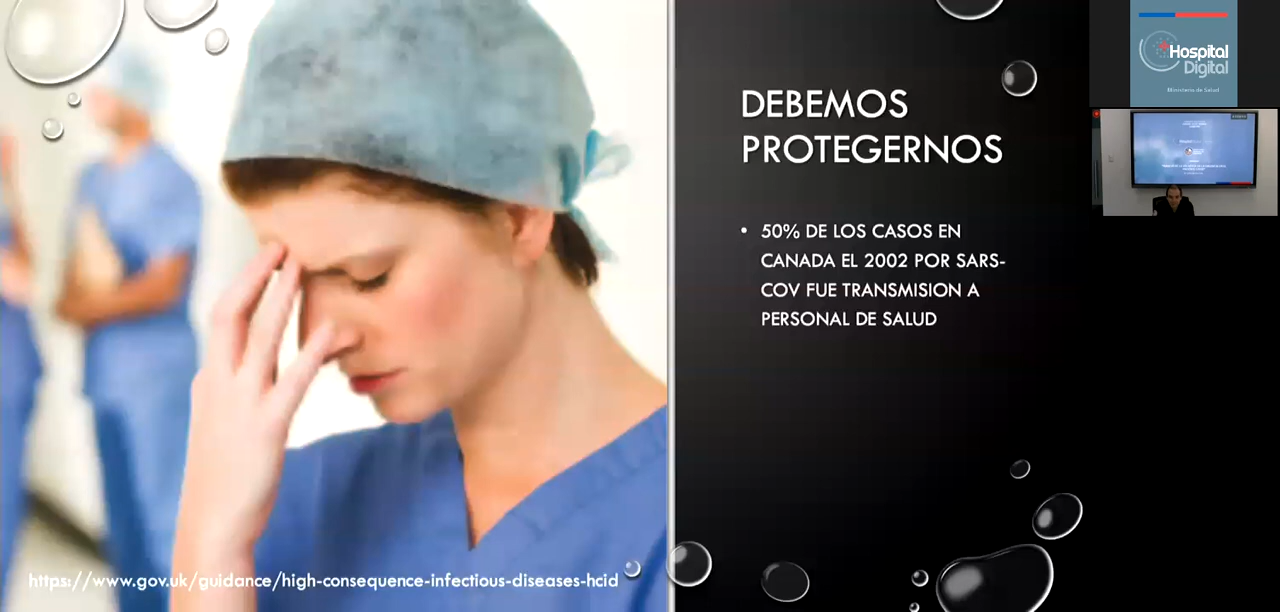 DEBEMOS
PROTEGERNOS
• 50% DE LOS CASOS EN
CANADA EL 2002 POR SARS-
COV FUE TRANSMISION A
PERSONAL DE SALUD
https://www.gov.uk/guidance/high-consequence-infectious-diseases-hcid
Hospital
Digital
Ministerio de Salud